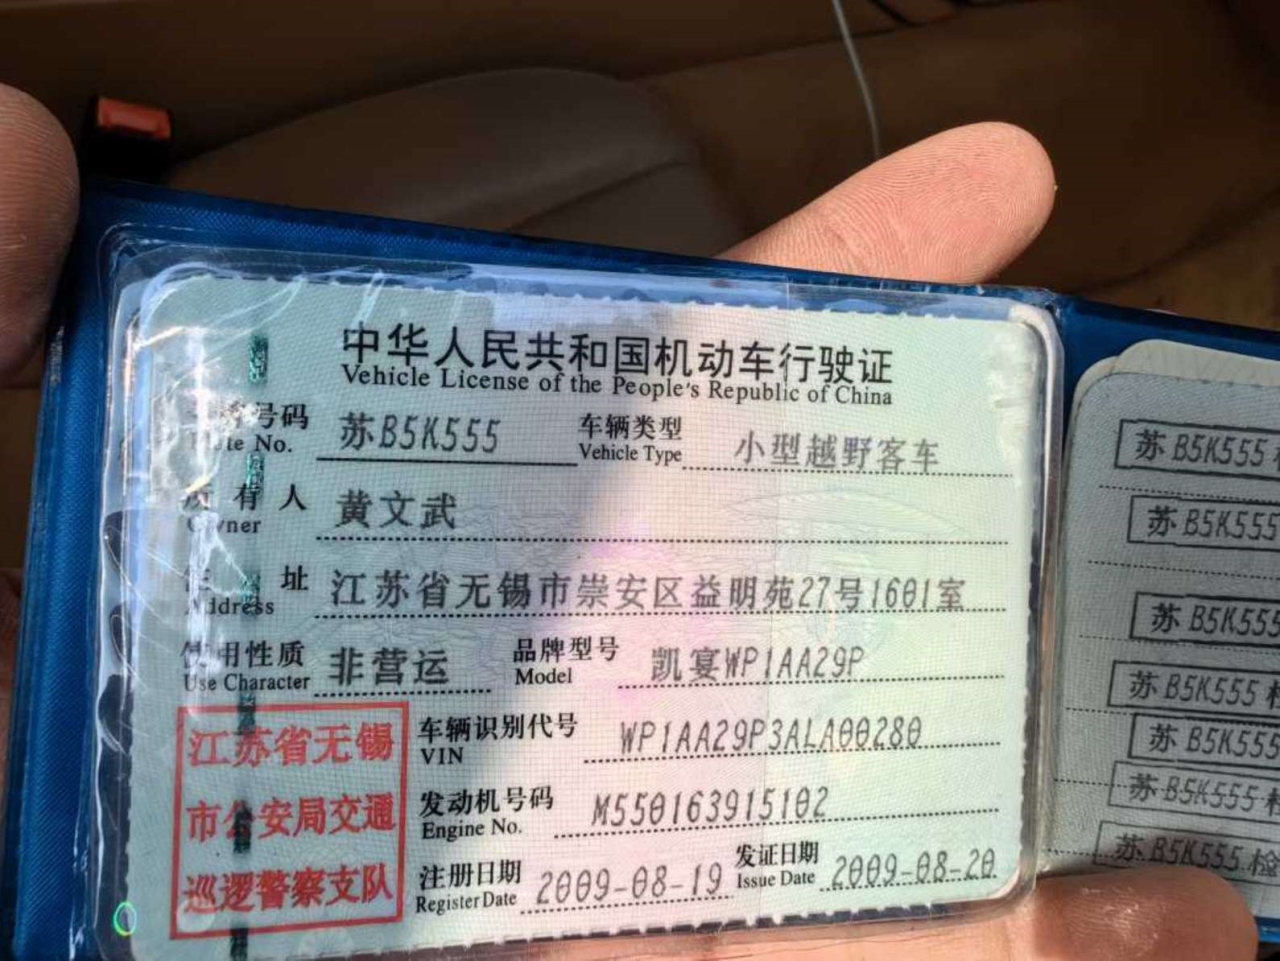 中华人民共和国机动车行驶证
Vehicle License of the People's Republic of China
号码 苏B5K555 车辆类型 小型越野客车
No. Vehicle Type
所有人 黄文武
Owner
住址 江苏省无锡市崇安区益明苑27号1601室
Address
使用性质 非营运 品牌型号 凯宴WP1AA29P
Use Character Model
江苏省无锡
市公安局交通
巡逻警察支队
车辆识别代号 WP1AA29P3ALA00280
VIN
发动机号码 M550163915102
Engine No.
注册日期 2009-08-19 发证日期 2009-08-20
Register Date Issue Date
苏B5K555
苏B5K555
苏B5K555
苏B5K555
苏B5K555
苏B5K555
苏B5K555 检